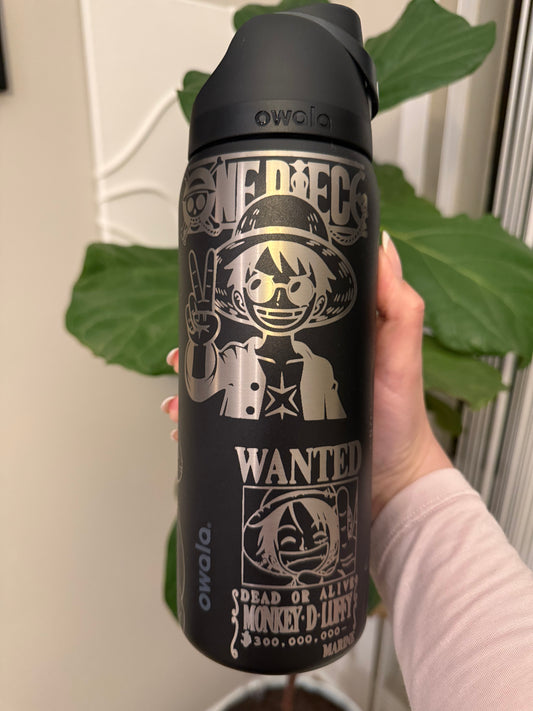 owala
ONE PIECE
WANTED
DEAD OR ALIVE
MONKEY·D·LUFFY
300,000,000-
MARINE
owala